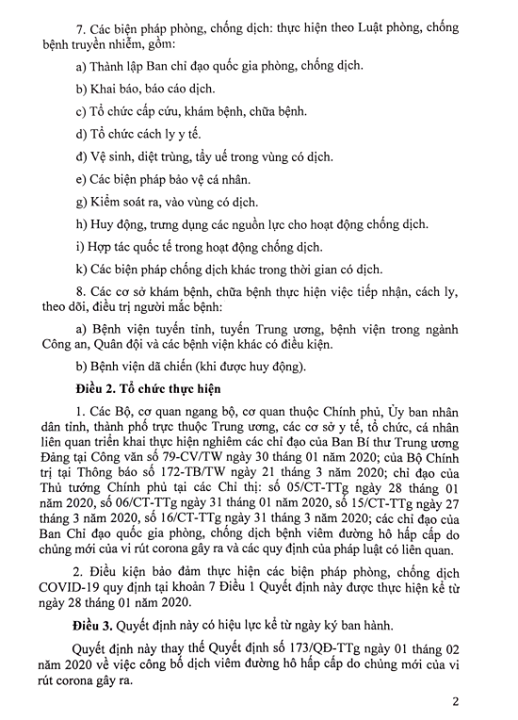 7. Các biện pháp phòng, chống dịch: thực hiện theo Luật phòng, chống
bệnh truyền nhiễm, gồm:
a) Thành lập Ban chỉ đạo quốc gia phòng, chống dịch.
b) Khai báo, báo cáo dịch.
c) Tổ chức cấp cứu, khám bệnh, chữa bệnh.
d) Tổ chức cách ly y tế.
đ) Vệ sinh, diệt trùng, tẩy uế trong vùng có dịch.
e) Các biện pháp bảo vệ cá nhân.
g) Kiểm soát ra, vào vùng có dịch.
h) Huy động, trưng dụng các nguồn lực cho hoạt động chống dịch.
i) Hợp tác quốc tế trong hoạt động chống dịch.
k) Các biện pháp chống dịch khác trong thời gian có dịch.
8. Các cơ sở khám bệnh, chữa bệnh thực hiện việc tiếp nhận, cách ly,
theo dõi, điều trị người mắc bệnh:
a) Bệnh viện tuyến tỉnh, tuyến Trung ương, bệnh viện trong ngành
Công an, Quân đội và các bệnh viện khác có điều kiện.
b) Bệnh viện dã chiến (khi được huy động).
Điều 2. Tổ chức thực hiện
1. Các Bộ, cơ quan ngang bộ, cơ quan thuộc Chính phủ, Ủy ban nhân
dân tỉnh, thành phố trực thuộc Trung ương, các cơ sở y tế, tổ chức, cá nhân
liên quan triển khai thực hiện nghiêm các chỉ đạo của Ban Bí thư Trung ương
Đảng tại Công văn số 79-CV/TW ngày 30 tháng 01 năm 2020; của Bộ Chính
trị tại Thông báo số 172-TB/TW ngày 21 tháng 3 năm 2020; chỉ đạo của
Thủ tướng Chính phủ tại các Chỉ thị: số 05/CT-TTg ngày 28 tháng 01
năm 2020, số 06/CT-TTg ngày 31 tháng 01 năm 2020, số 15/CT-TTg ngày 27
tháng 3 năm 2020, số 16/CT-TTg ngày 31 tháng 3 năm 2020; các chỉ đạo của
Ban Chỉ đạo quốc gia phòng, chống dịch bệnh viêm đường hô hấp cấp do
chủng mới của vi rút corona gây ra và các quy định của pháp luật có liên quan.
2. Điều kiện bảo đảm thực hiện các biện pháp phòng, chống dịch
COVID-19 quy định tại khoản 7 Điều 1 Quyết định này được thực hiện kể từ
ngày 28 tháng 01 năm 2020.
Điều 3. Quyết định này có hiệu lực kể từ ngày ký ban hành.
Quyết định này thay thế Quyết định số 173/QĐ-TTg ngày 01 tháng 02
năm 2020 về việc công bố dịch viêm đường hô hấp cấp do chủng mới của vi
rút corona gây ra.
2